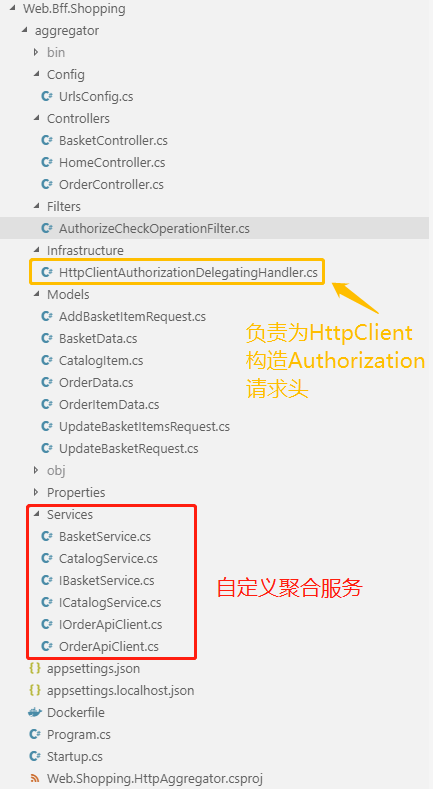 Web.Bff.Shopping
aggregator
bin
Config
UrlsConfig.cs
Controllers
BasketController.cs
HomeController.cs
OrderController.cs
Filters
AuthorizeCheckOperationFilter.cs
Infrastructure
HttpClientAuthorizationDelegatingHandler.cs
Models
AddBasketItemRequest.cs
BasketData.cs
CatalogItem.cs
OrderData.cs
OrderItemData.cs
UpdateBasketItemsRequest.cs
UpdateBasketRequest.cs
负责为HttpClient
构造Authorization
请求头
obj
Properties
Services
BasketService.cs
CatalogService.cs
IBasketService.cs
ICatalogService.cs
IOrderApiClient.cs
OrderApiClient.cs
自定义聚合服务
appsettings.json
appsettings.localhost.json
Dockerfile
Program.cs
Startup.cs
Web.Shopping.HttpAggregator.csproj